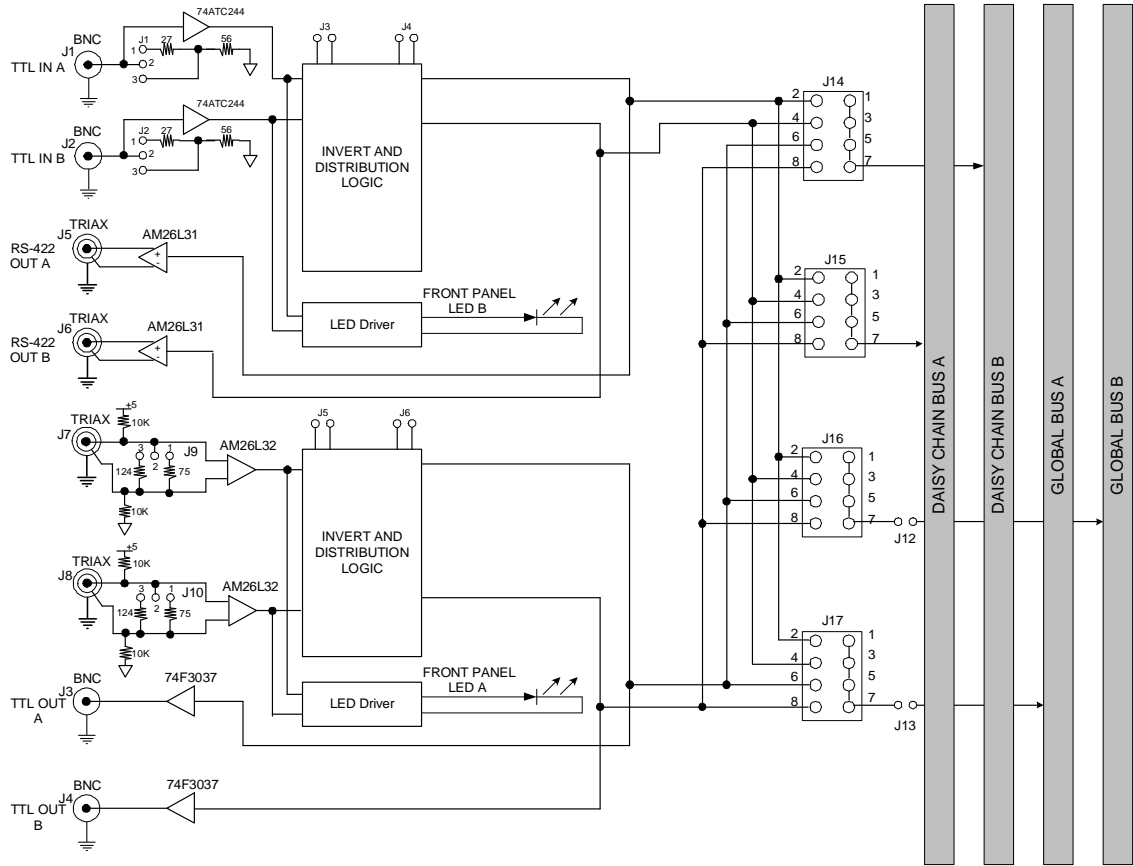 74ATC244
BNC
J1
TTL IN A
J1
27
56
1
2
3
74ATC244
BNC
J2
TTL IN B
J2
27
56
1
2
3
J3
J4
INVERT AND
DISTRIBUTION
LOGIC
TRIAX
J5
RS-422
OUT A
AM26L31
+
-
TRIAX
J6
RS-422
OUT B
AM26L31
+
-
LED Driver
FRONT PANEL
LED B
TRIAX
J7
+5
10K
3
2
1
J9
124
75
10K
AM26L32
J5
J6
INVERT AND
DISTRIBUTION
LOGIC
TRIAX
J8
+5
10K
3
2
1
J10
124
75
10K
AM26L32
LED Driver
FRONT PANEL
LED A
BNC
J3
TTL OUT
A
74F3037
BNC
J4
TTL OUT
B
74F3037
J14
2
1
4
3
6
5
8
7
J15
2
1
4
3
6
5
8
7
J16
2
1
4
3
6
5
8
7
J12
J17
2
1
4
3
6
5
8
7
J13
DAISY CHAIN BUS A
DAISY CHAIN BUS B
GLOBAL BUS A
GLOBAL BUS B